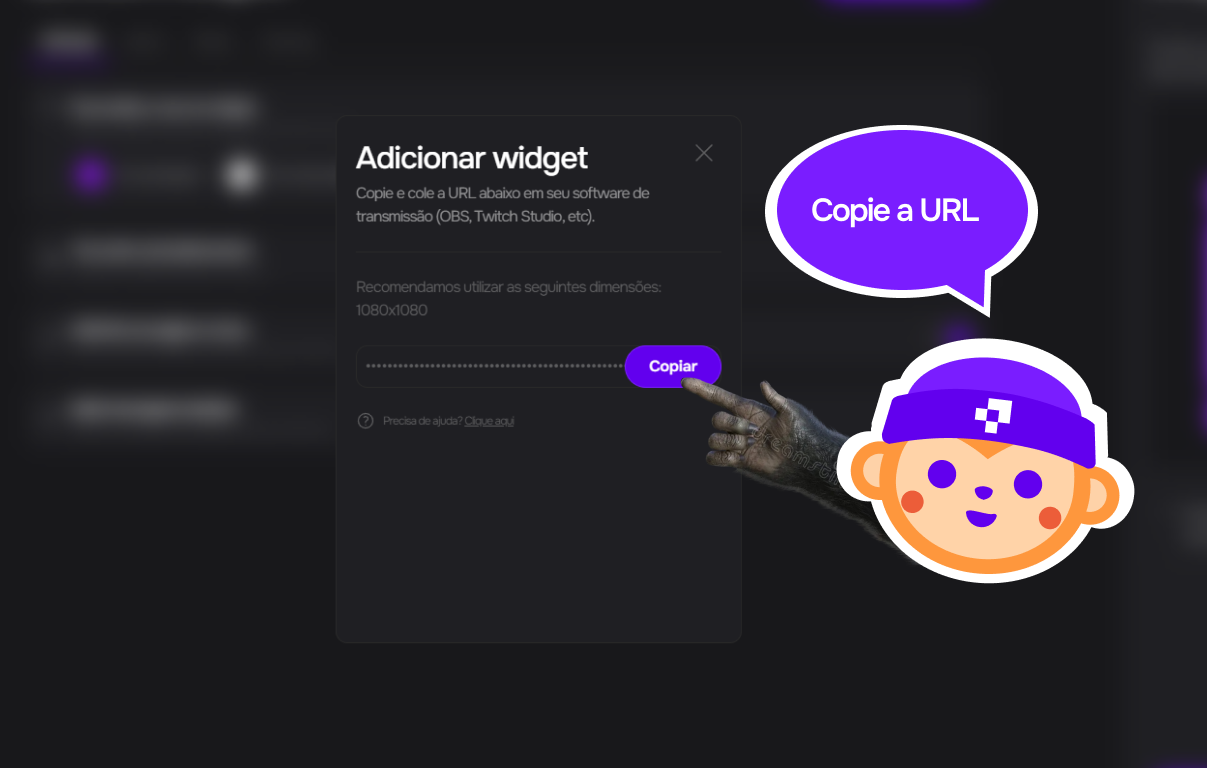 Adicionar widget
Copie e cole a URL abaixo em seu software de
transmissão (OBS, Twitch Studio, etc).
Recomendamos utilizar as seguintes dimensões:
1080x1080
Copiar
Precisa de ajuda? Clique aqui
Copie a URL